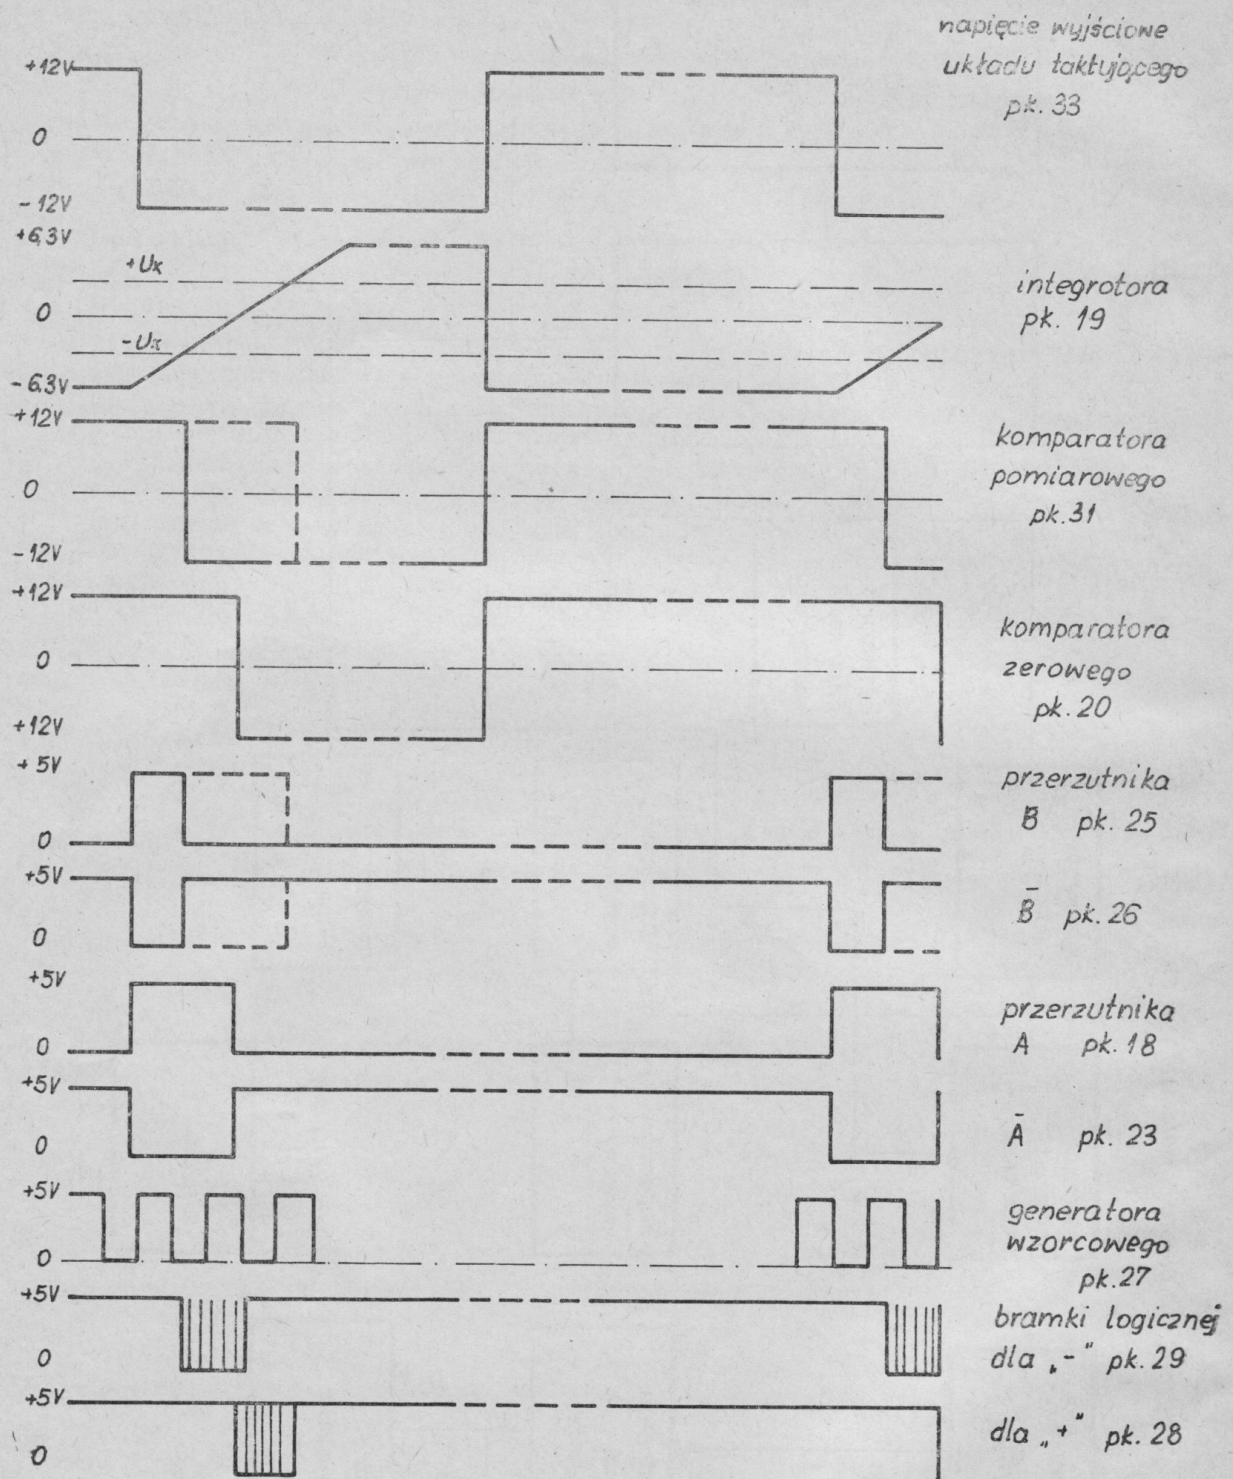 napięcie wyjściowe
układu taktującego
pk. 33
+12V
0
-12V
+6,3V
+Ux
0
-Ux
-6,3V
integrotora
pk. 19
+12V
0
-12V
komparatora
pomiarowego
pk. 31
+12V
0
+12V
komparatora
zerowego
pk. 20
+5V
0
przerzutnika
B pk. 25
+5V
0
B̄ pk. 26
+5V
0
przerzutnika
A pk. 18
+5V
0
Ā pk. 23
+5V
0
generatora
wzorcowego
pk. 27
+5V
0
bramki logicznej
dla „-" pk. 29
+5V
0
dla „+" pk. 28